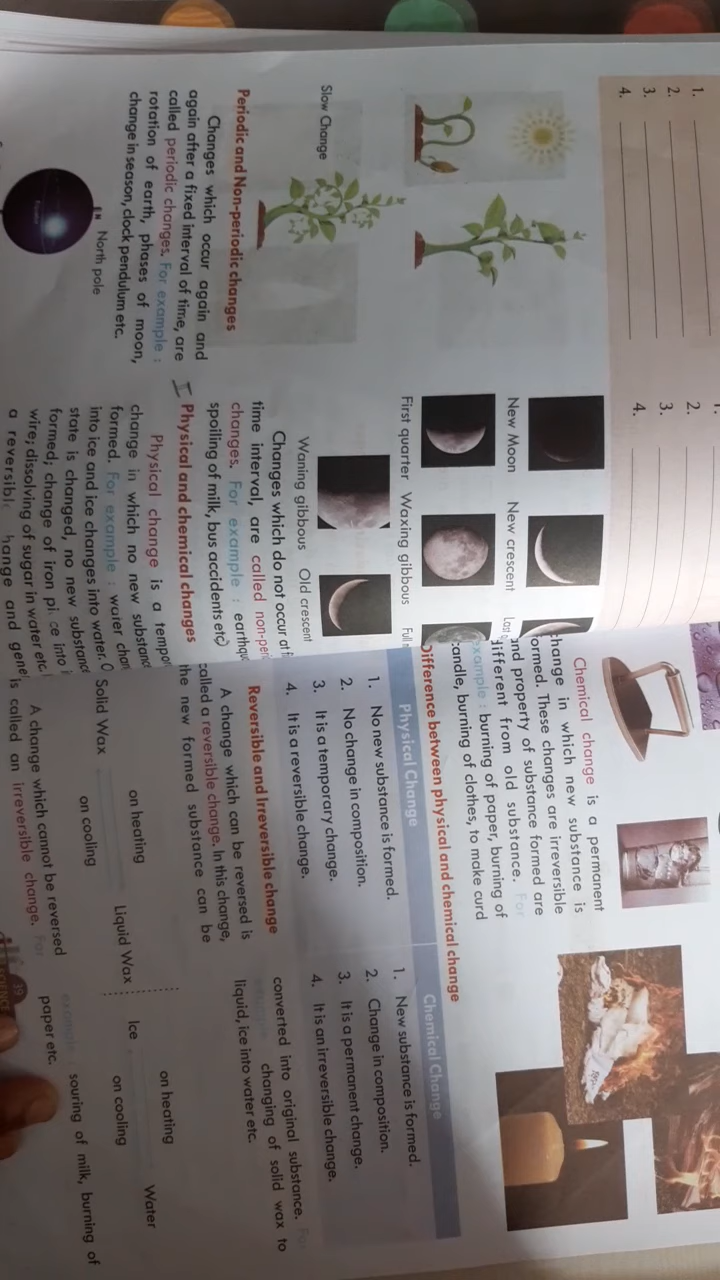 1.
2.
3.
4.
1.
2.
3.
4.
Slow Change
Periodic and Non-periodic changes
Changes which occur again and
again after a fixed interval of time, are
called periodic changes. For example :
rotation of earth, phases of moon,
change in season, clock pendulum etc.
North pole
New Moon
New crescent
First quarter
Waxing gibbous
Full
Waning gibbous
Old crescent
Changes which do not occur at
time interval, are called non-
changes. For example :
spoiling of milk, bus accidents etc
Physical and chemical changes
Physical change is a
change in which no new
formed. For example : water
into ice and ice changes into water.
state is changed, no new
formed; change of iron into
wire; dissolving of sugar in water etc.
a and
Chemical change is a permanent
change in which new substance is
formed. These changes are irreversible
and property of substance formed are
different from old substance. For
example : burning of paper, burning of
candle, burning of clothes, to make curd
Difference between physical and chemical change
Physical Change
1. No new substance is formed.
2. No change in composition.
3. It is a temporary change.
4. It is a reversible change.
Chemical Change
1. New substance is formed.
2. Change in composition.
3. It is a permanent change.
4. It is an irreversible change.
Reversible and Irreversible change
A change which can be reversed is
called a reversible change. In this change,
the new formed substance can be
converted into original substance. For
example changing of solid wax to
liquid, ice into water etc.
on heating
Solid Wax
Liquid Wax
on cooling
on heating
Ice
Water
on cooling
A change which cannot be reversed
is called an irreversible change. For
example souring of milk, burning of
paper etc.